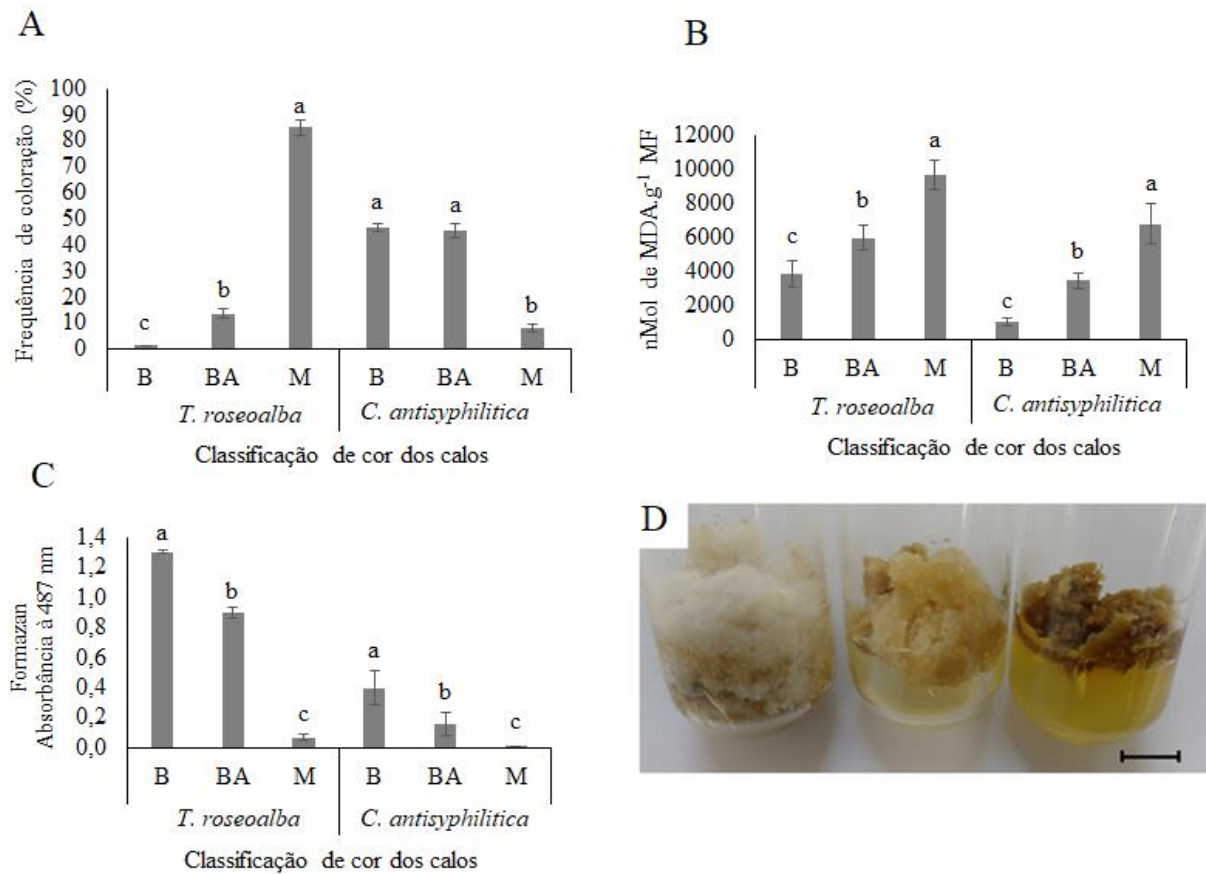 A
Frequência de coloração (%)
100
90
80
70
60
50
40
30
20
10
0
c
b
a
a
a
b
B BA M B BA M
T. roseoalba C. antisyphilitica
Classificação de cor dos calos
B
nMol de MDA.g⁻¹ MF
12000
10000
8000
6000
4000
2000
0
c
b
a
c
b
a
B BA M B BA M
T. roseoalba C. antisyphilitica
Classificação de cor dos calos
C
Formazan
Absorbância à 487 nm
1,4
1,2
1,0
0,8
0,6
0,4
0,2
0,0
a
b
c
a
b
c
B BA M B BA M
T. roseoalba C. antisyphilitica
Classificação de cor dos calos
D